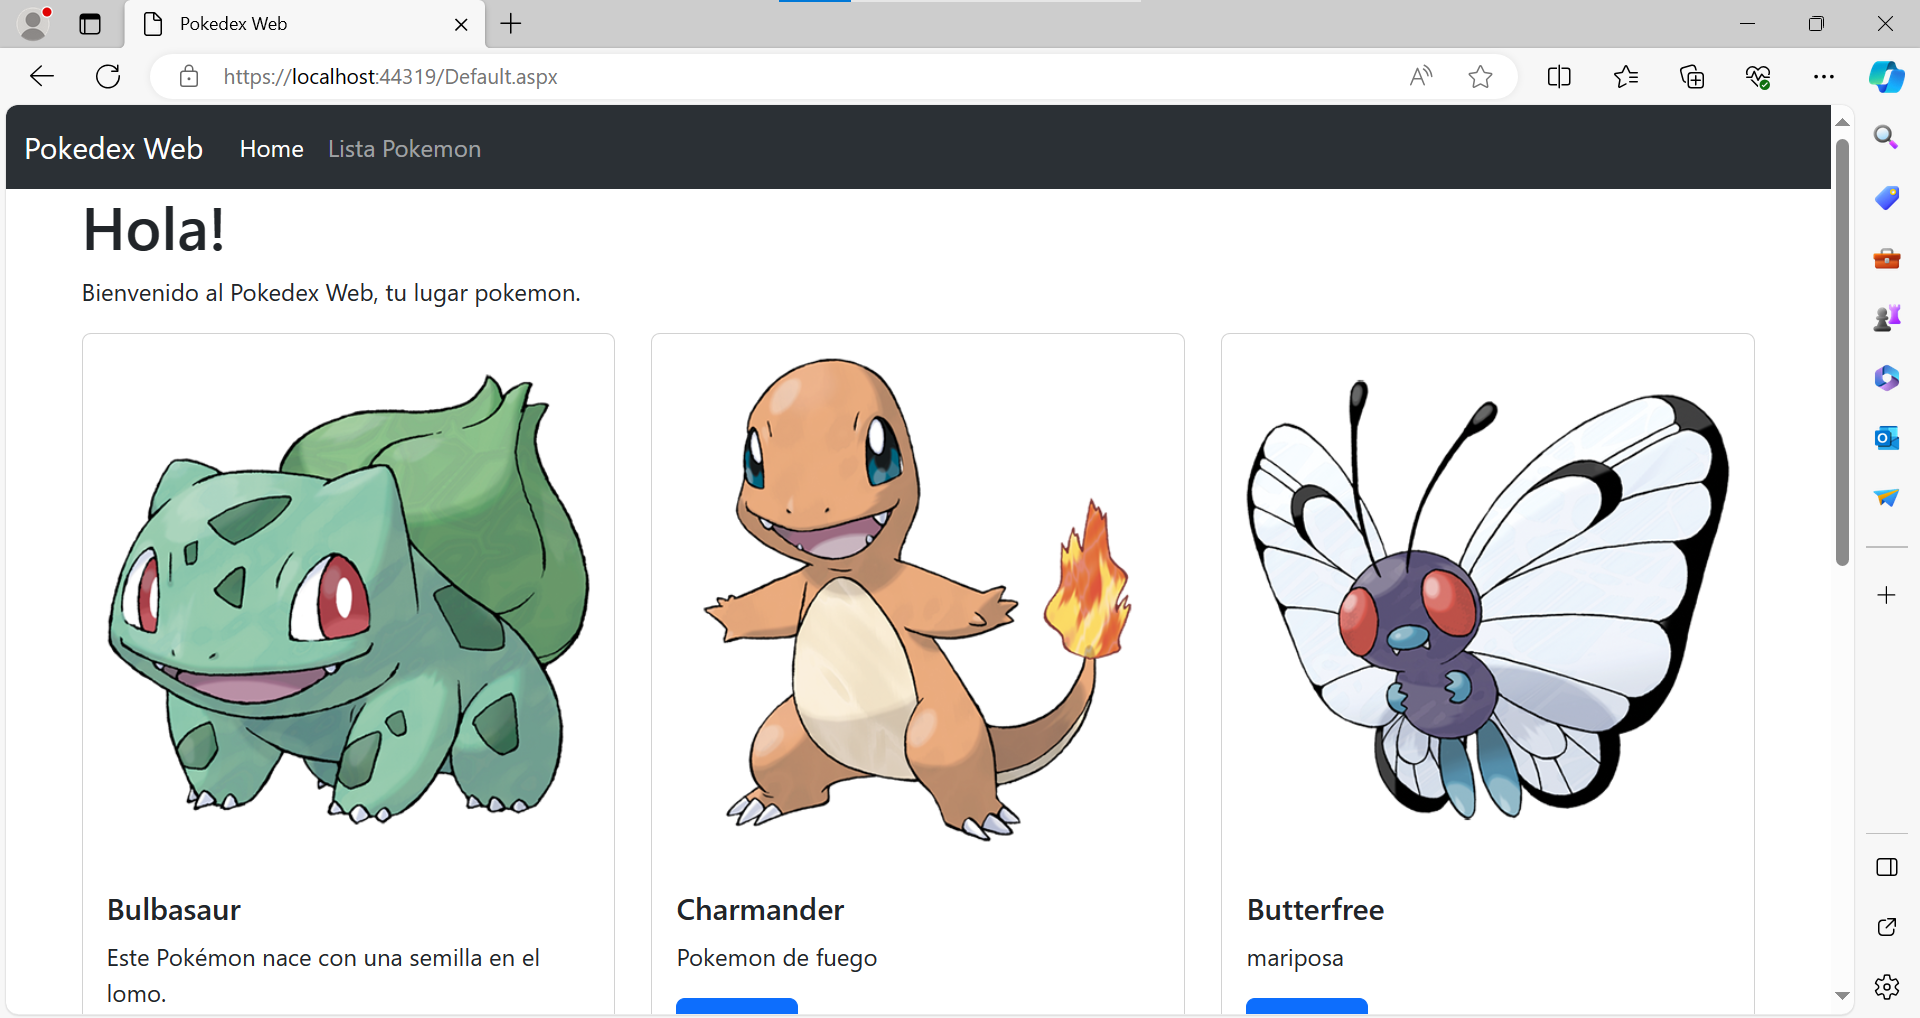 Pokedex Web
https://localhost:44319/Default.aspx
Pokedex Web Home Lista Pokemon
Hola!
Bienvenido al Pokedex Web, tu lugar pokemon.
Bulbasaur
Este Pokémon nace con una semilla en el
lomo.
Charmander
Pokemon de fuego
Butterfree
mariposa